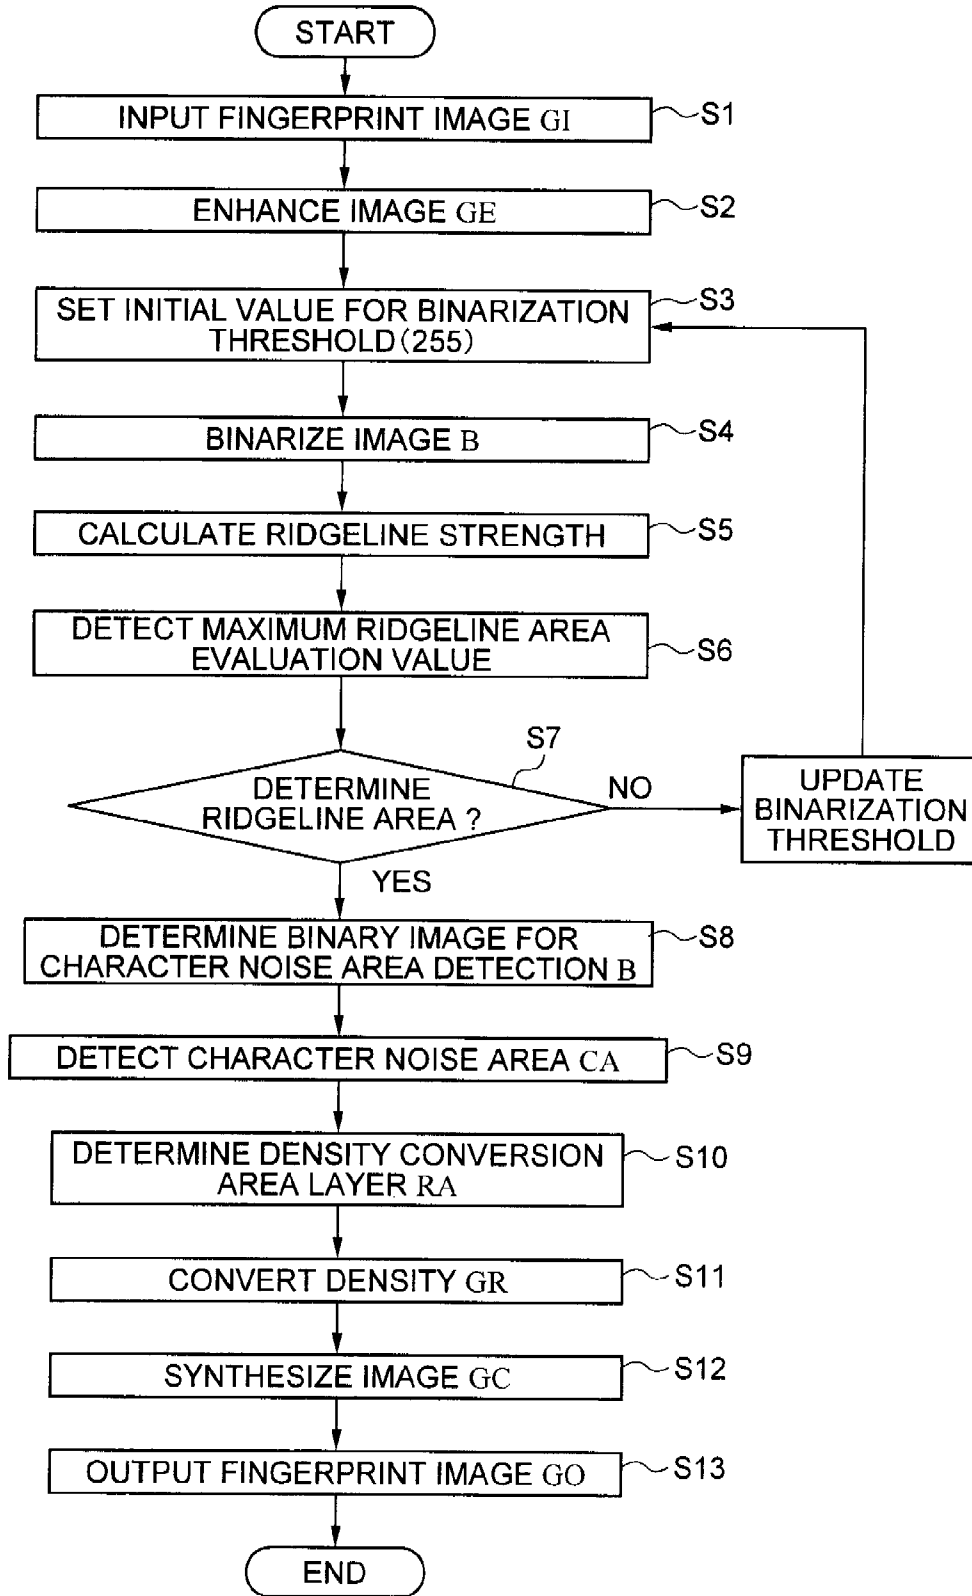 START
INPUT FINGERPRINT IMAGE GI
S1
ENHANCE IMAGE GE
S2
SET INITIAL VALUE FOR BINARIZATION
THRESHOLD(255)
S3
BINARIZE IMAGE B
S4
CALCULATE RIDGELINE STRENGTH
S5
DETECT MAXIMUM RIDGELINE AREA
EVALUATION VALUE
S6
S7
DETERMINE
RIDGELINE AREA ?
NO
UPDATE
BINARIZATION
THRESHOLD
YES
DETERMINE BINARY IMAGE FOR
CHARACTER NOISE AREA DETECTION B
S8
DETECT CHARACTER NOISE AREA CA
S9
DETERMINE DENSITY CONVERSION
AREA LAYER RA
S10
CONVERT DENSITY GR
S11
SYNTHESIZE IMAGE GC
S12
OUTPUT FINGERPRINT IMAGE GO
S13
END